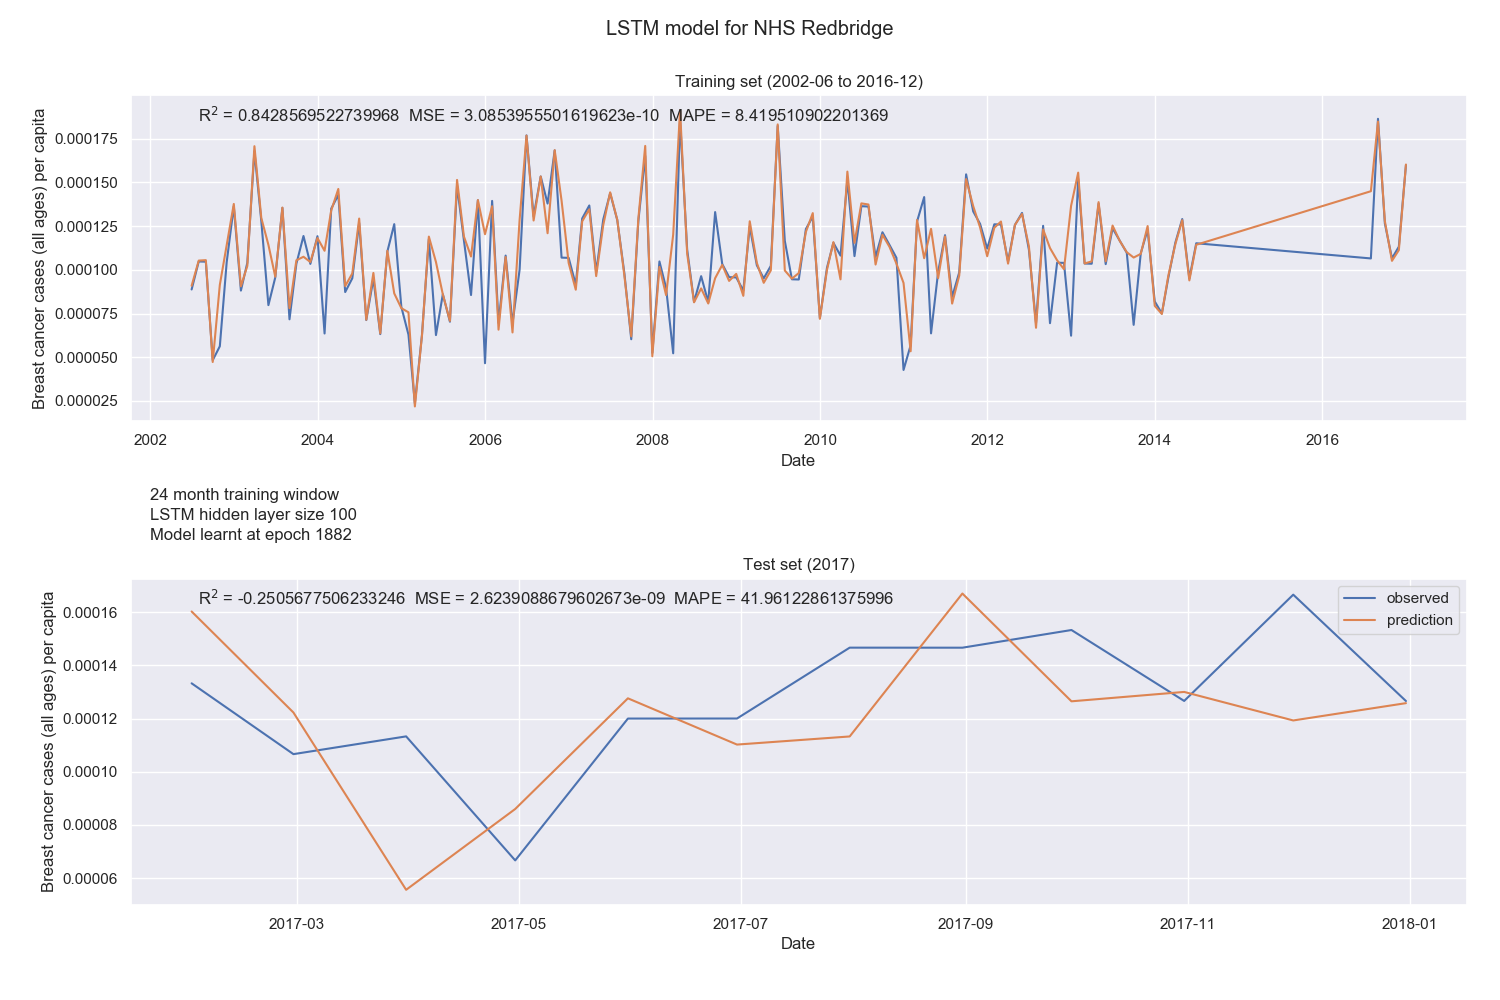 LSTM model for NHS Redbridge
Training set (2002-06 to 2016-12)
R² = 0.8428569522739968 MSE = 3.0853955501619623e-10 MAPE = 8.419510902201369
Breast cancer cases (all ages) per capita
0.000175
0.000150
0.000125
0.000100
0.000075
0.000050
0.000025
2002 2004 2006 2008 2010 2012 2014 2016
Date
24 month training window
LSTM hidden layer size 100
Model learnt at epoch 1882
Test set (2017)
R² = -0.2505677506233246 MSE = 2.6239088679602673e-09 MAPE = 41.96122861375996
observed
prediction
Breast cancer cases (all ages) per capita
0.00016
0.00014
0.00012
0.00010
0.00008
0.00006
2017-03 2017-05 2017-07 2017-09 2017-11 2018-01
Date